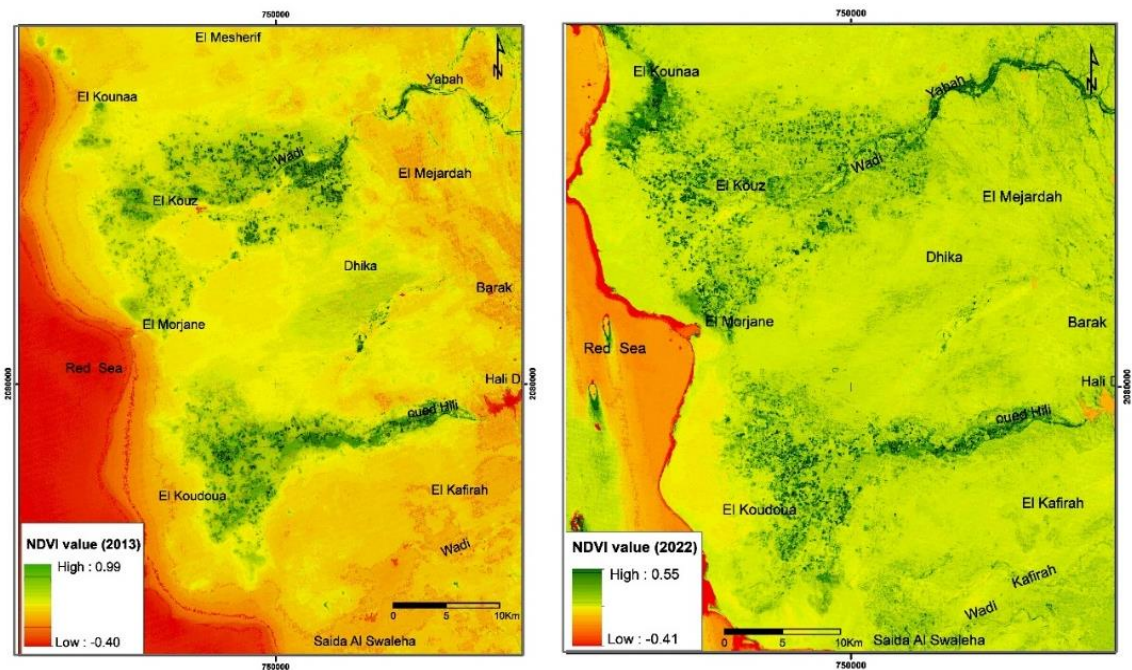 750000
El Mesherif
Yabah
N
El Kounaa
Wadi
El Mejardah
El Kouz
Dhika
Barak
El Morjane
Red Sea
2080000
2080000
Hali D
oued Hili
El Koudoua
El Kafirah
Wadi
NDVI value (2013)
High : 0.99
Low : -0.40
0 5 10Km
Saida Al Swaleha
750000
750000
El Kounaa
Yabah
N
Wadi
El Kouz
El Mejardah
Dhika
El Morjane
Barak
Red Sea
Hali D
2080000
oued Hili
El Koudoua
El Kafirah
NDVI value (2022)
High : 0.55
Kafirah
Wadi
Low : -0.41
0 5 10Km
Saida Al Swaleha
750000